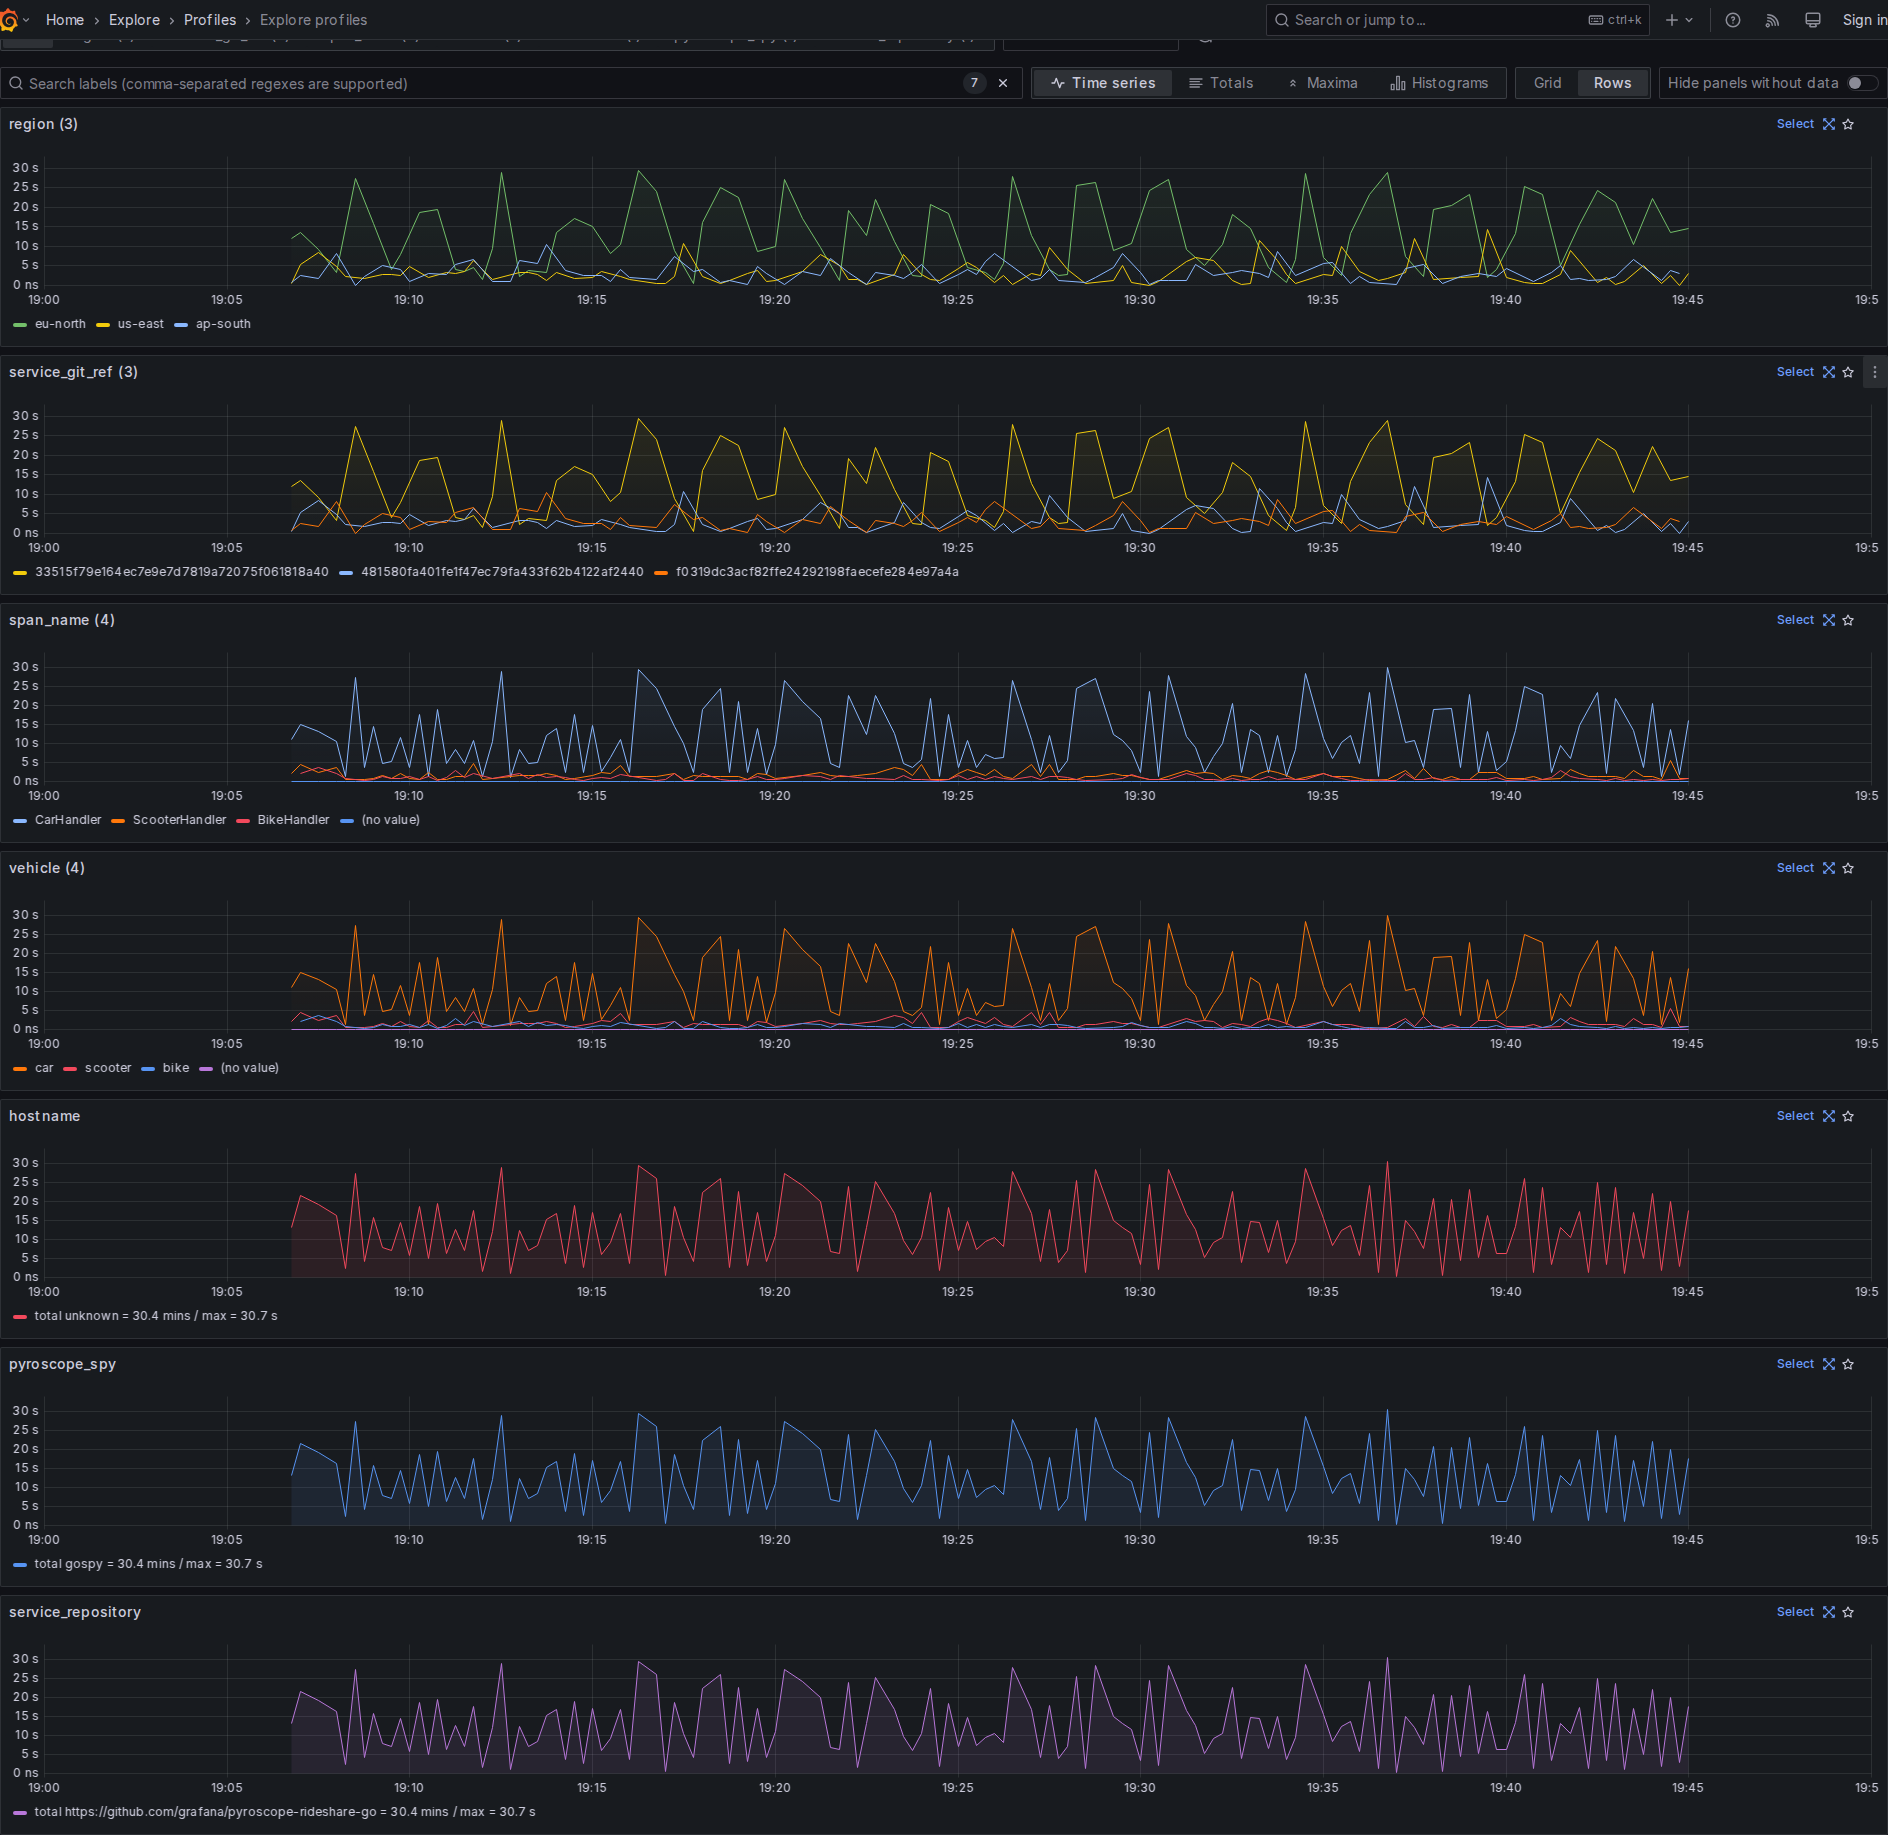 Home › Explore › Profiles › Explore profiles
Search or jump to...
ctrl+k
Sign in
Search labels (comma-separated regexes are supported)
7
Time series
Totals
Maxima
Histograms
Grid
Rows
Hide panels without data
region (3)
Select
30 s
25 s
20 s
15 s
10 s
5 s
0 ns
19:00 19:05 19:10 19:15 19:20 19:25 19:30 19:35 19:40 19:45 19:5
eu-north us-east ap-south
service_git_ref (3)
Select
30 s
25 s
20 s
15 s
10 s
5 s
0 ns
19:00 19:05 19:10 19:15 19:20 19:25 19:30 19:35 19:40 19:45 19:5
33515f79e164ec7e9e7d7819a72075f061818a40 481580fa401fe1f47ec79fa433f62b4122af2440 f0319dc3acf82ffe24292198faecefe284e97a4a
span_name (4)
Select
30 s
25 s
20 s
15 s
10 s
5 s
0 ns
19:00 19:05 19:10 19:15 19:20 19:25 19:30 19:35 19:40 19:45 19:5
CarHandler ScooterHandler BikeHandler (no value)
vehicle (4)
Select
30 s
25 s
20 s
15 s
10 s
5 s
0 ns
19:00 19:05 19:10 19:15 19:20 19:25 19:30 19:35 19:40 19:45 19:5
car scooter bike (no value)
hostname
Select
30 s
25 s
20 s
15 s
10 s
5 s
0 ns
19:00 19:05 19:10 19:15 19:20 19:25 19:30 19:35 19:40 19:45 19:5
total unknown = 30.4 mins / max = 30.7 s
pyroscope_spy
Select
30 s
25 s
20 s
15 s
10 s
5 s
0 ns
19:00 19:05 19:10 19:15 19:20 19:25 19:30 19:35 19:40 19:45 19:5
total gospy = 30.4 mins / max = 30.7 s
service_repository
Select
30 s
25 s
20 s
15 s
10 s
5 s
0 ns
19:00 19:05 19:10 19:15 19:20 19:25 19:30 19:35 19:40 19:45 19:5
total https://github.com/grafana/pyroscope-rideshare-go = 30.4 mins / max = 30.7 s